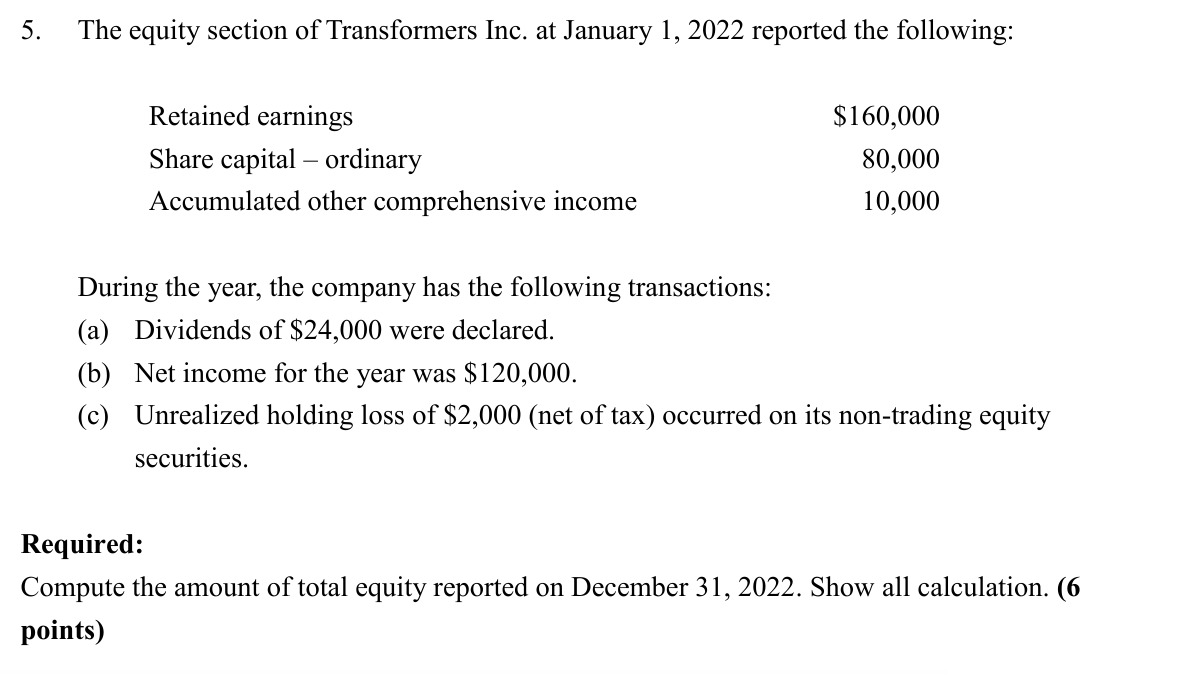 5. The equity section of Transformers Inc. at January 1, 2022 reported the following:
Retained earnings $160,000
Share capital – ordinary 80,000
Accumulated other comprehensive income 10,000
During the year, the company has the following transactions:
(a) Dividends of $24,000 were declared.
(b) Net income for the year was $120,000.
(c) Unrealized holding loss of $2,000 (net of tax) occurred on its non-trading equity
securities.
Required:
Compute the amount of total equity reported on December 31, 2022. Show all calculation. (6
points)